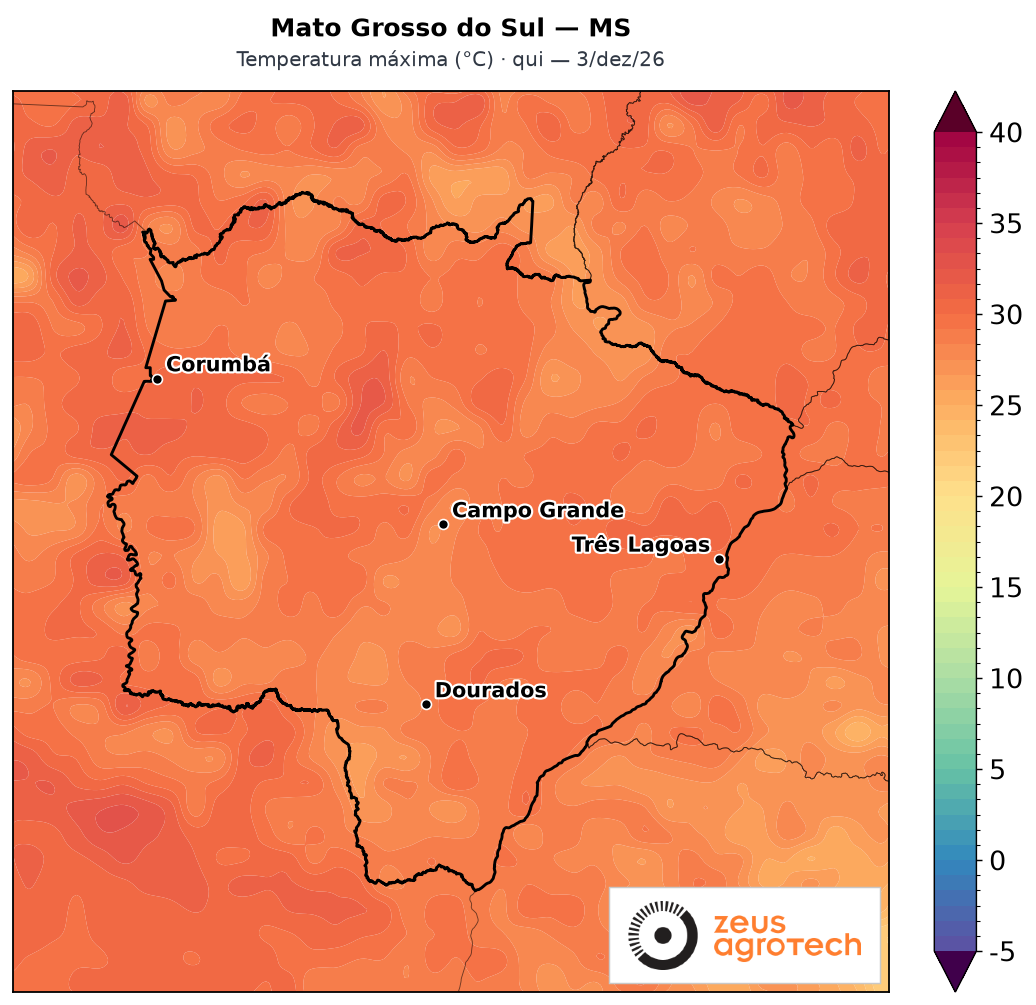 Mato Grosso do Sul — MS
Temperatura máxima (°C) · qui — 3/dez/26
Corumbá
Campo Grande
Três Lagoas
Dourados
40
35
30
25
20
15
10
5
0
-5
zeus
agrotech